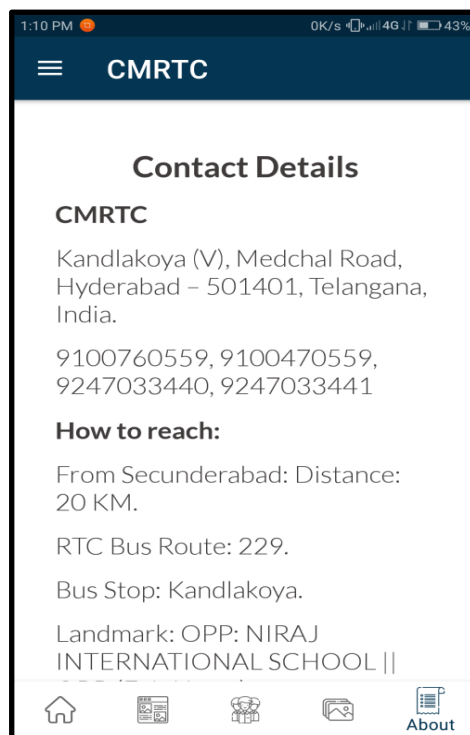 1:10 PM 0K/s 4G 43%
CMRTC
Contact Details
CMRTC
Kandlakoya (V), Medchal Road,
Hyderabad – 501401, Telangana,
India.
9100760559, 9100470559,
9247033440, 9247033441
How to reach:
From Secunderabad: Distance:
20 KM.
RTC Bus Route: 229.
Bus Stop: Kandlakoya.
Landmark: OPP: NIRAJ
INTERNATIONAL SCHOOL ||
About